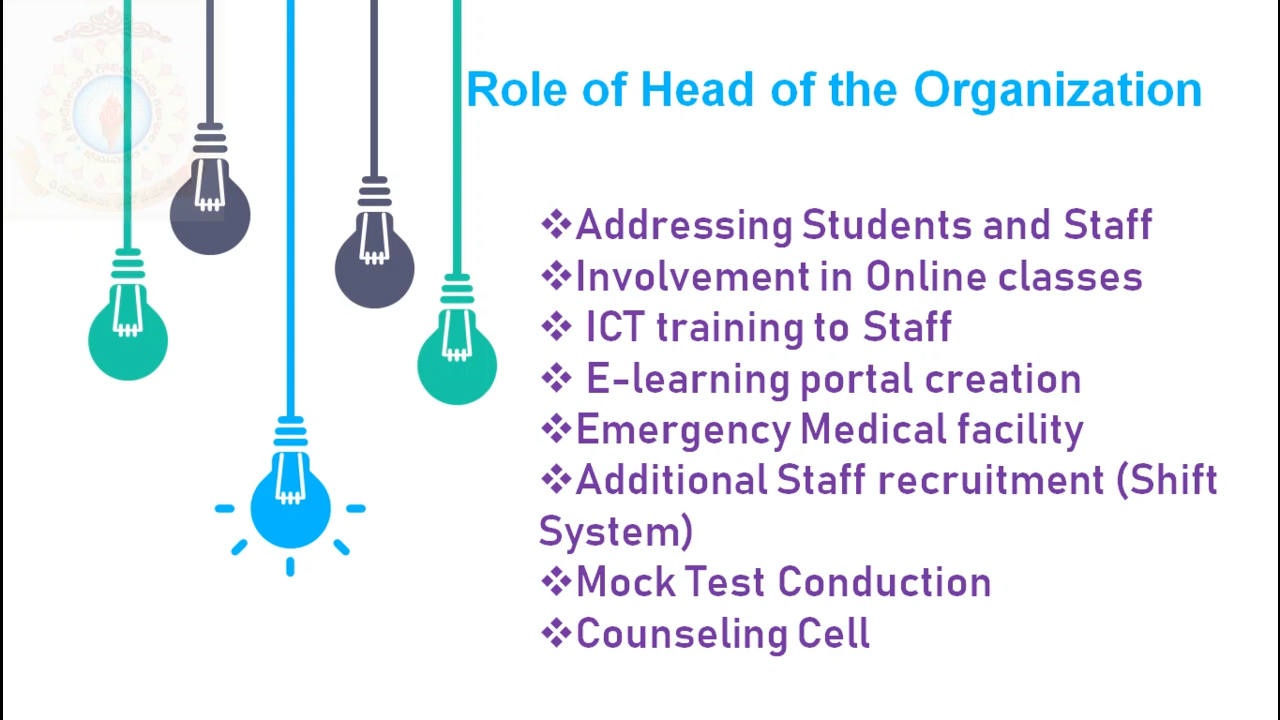 Role of Head of the Organization
❖Addressing Students and Staff
❖Involvement in Online classes
❖ ICT training to Staff
❖ E-learning portal creation
❖Emergency Medical facility
❖Additional Staff recruitment (Shift
System)
❖Mock Test Conduction
❖Counseling Cell